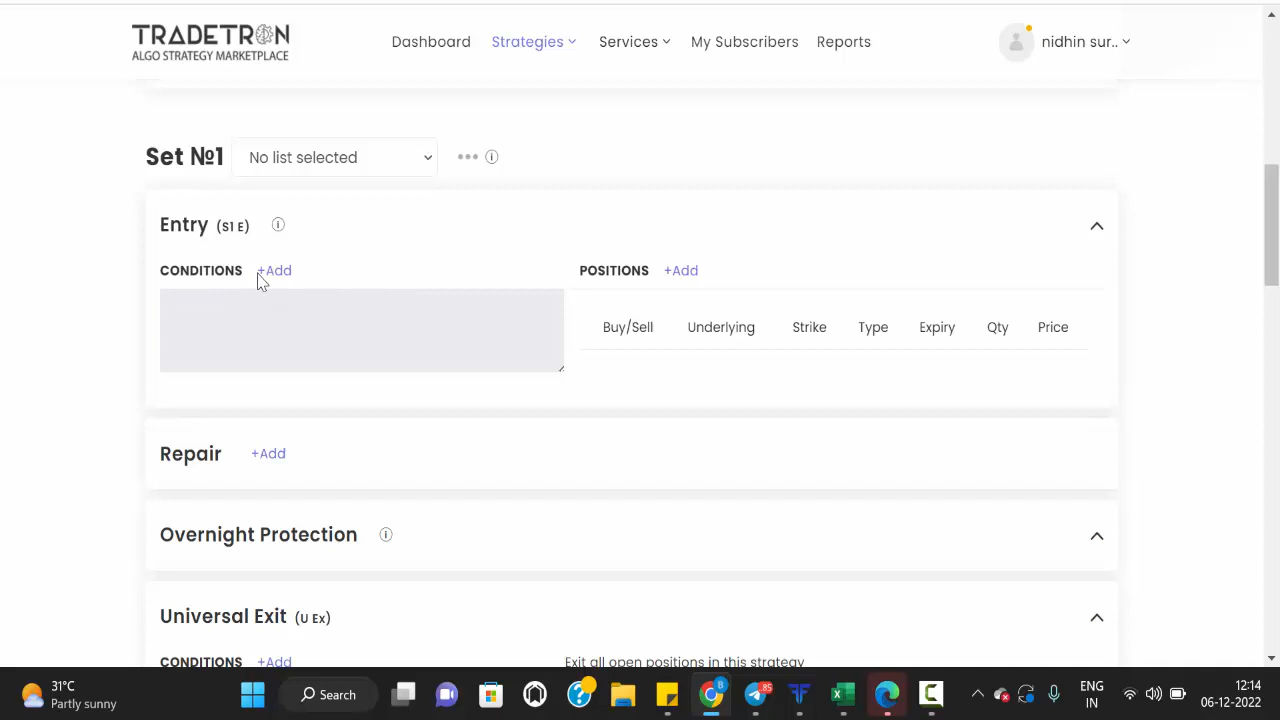 TRADETRON
ALGO STRATEGY MARKETPLACE
Dashboard Strategies Services My Subscribers Reports nidhin sur..
Set №1 No list selected
Entry (S1 E)
CONDITIONS +Add POSITIONS +Add
Buy/Sell Underlying Strike Type Expiry Qty Price
Repair +Add
Overnight Protection
Universal Exit (U Ex)
CONDITIONS +Add Exit all open positions in this strategy
31°C
Partly sunny
Search
85
ENG
IN
12:14
06-12-2022